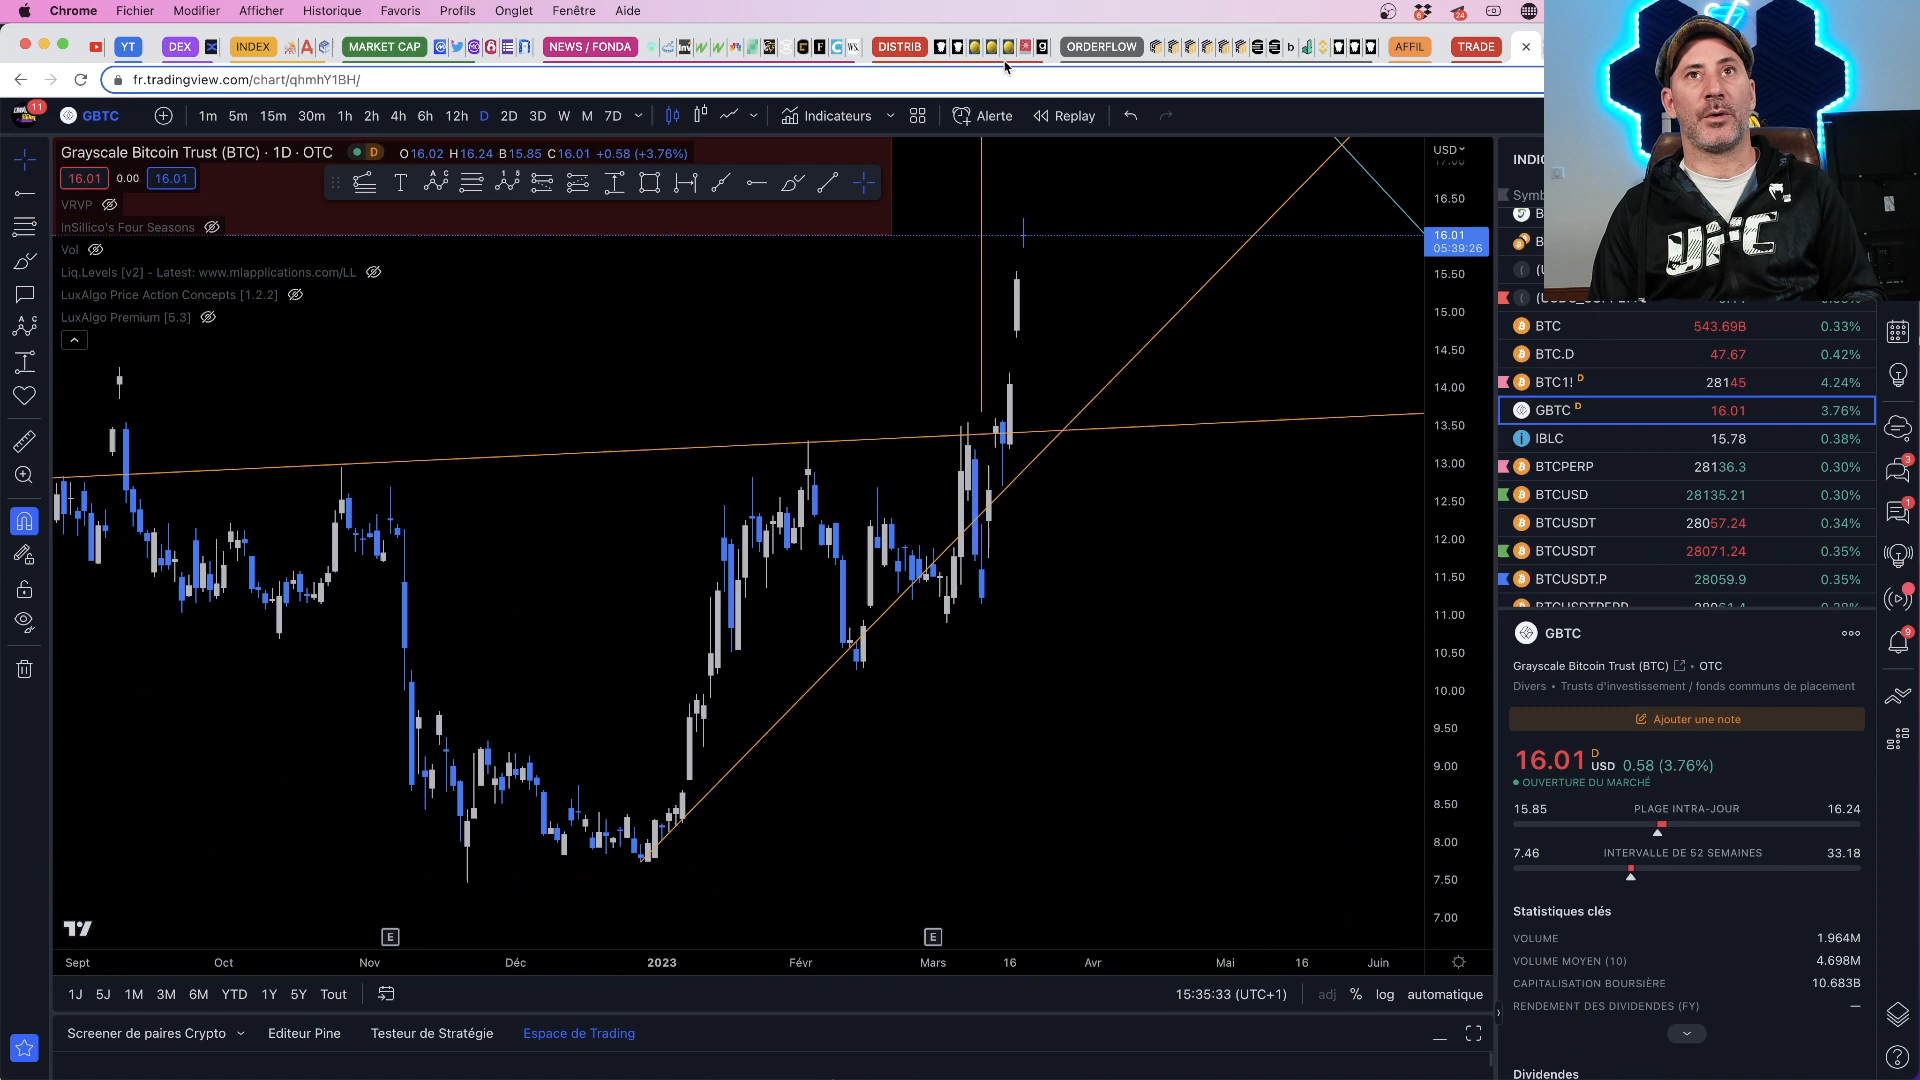 Chrome Fichier Modifier Afficher Historique Favoris Profils Onglet Fenêtre Aide
6 24
YT DEX INDEX MARKET CAP NEWS / FONDA DISTRIB ORDERFLOW AFFIL TRADE
fr.tradingview.com/chart/qhmhY1BH/
11 GBTC 1m 5m 15m 30m 1h 2h 4h 6h 12h D 2D 3D W M 7D Indicateurs Alerte Replay
Grayscale Bitcoin Trust (BTC) · 1D · OTC D O16.02 H16.24 B15.85 C16.01 +0.58 (+3.76%)
16.01 0.00 16.01
VRVP
InSillico's Four Seasons
Vol
Liq.Levels [v2] - Latest: www.mlapplications.com/LL
LuxAlgo Price Action Concepts [1.2.2]
LuxAlgo Premium [5.3]
USD
17.00
16.50
16.01
05:39:26
15.50
15.00
14.50
14.00
13.50
13.00
12.50
12.00
11.50
11.00
10.50
10.00
9.50
9.00
8.50
8.00
7.50
7.00
E E
Sept Oct Nov Déc 2023 Févr Mars 16 Avr Mai 16 Juin
1J 5J 1M 3M 6M YTD 1Y 5Y Tout
15:35:33 (UTC+1) adj % log automatique
Screener de paires Crypto Editeur Pine Testeur de Stratégie Espace de Trading
UFC
BTC 543.69B 0.33%
BTC.D 47.67 0.42%
BTC1! D 28145 4.24%
GBTC D 16.01 3.76%
IBLC 15.78 0.38%
BTCPERP 28136.3 0.30%
BTCUSD 28135.21 0.30%
BTCUSDT 28057.24 0.34%
BTCUSDT 28071.24 0.35%
BTCUSDT.P 28059.9 0.35%
GBTC
Grayscale Bitcoin Trust (BTC) • OTC
Divers • Trusts d'investissement / fonds communs de placement
Ajouter une note
16.01 D USD 0.58 (3.76%)
OUVERTURE DU MARCHÉ
15.85 PLAGE INTRA-JOUR 16.24
7.46 INTERVALLE DE 52 SEMAINES 33.18
Statistiques clés
VOLUME 1.964M
VOLUME MOYEN (10) 4.698M
CAPITALISATION BOURSIÈRE 10.683B
RENDEMENT DES DIVIDENDES (FY) —
Dividendes
3
1
9